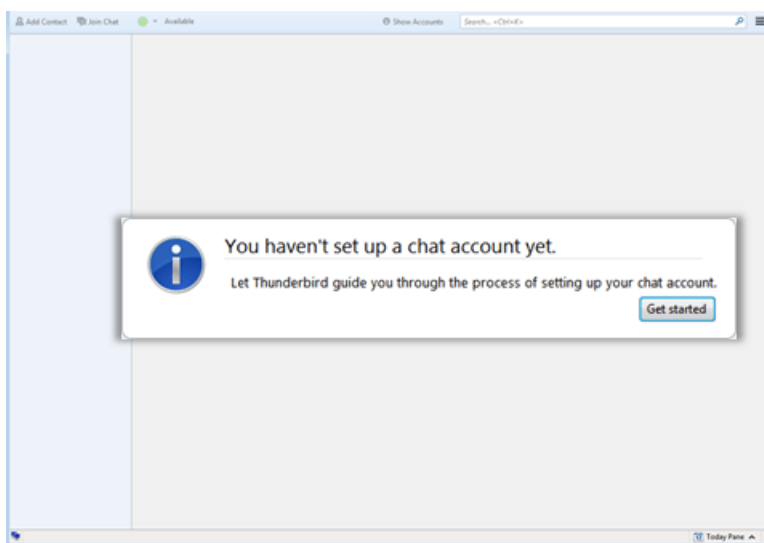 Add Contact Join Chat Available Show Accounts Search... <Ctrl+K>
You haven't set up a chat account yet.
Let Thunderbird guide you through the process of setting up your chat account.
Get started
Today Pane